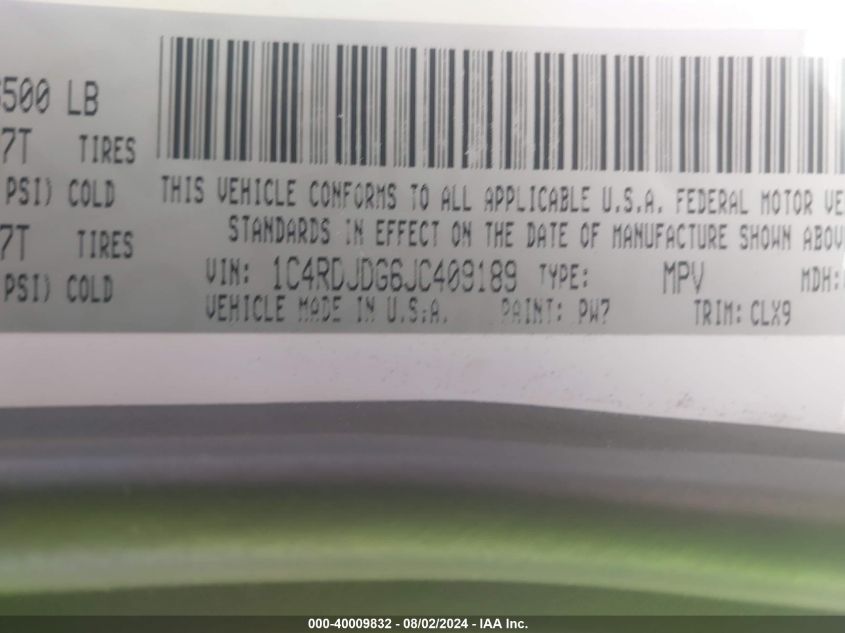 6500 LB
7T TIRES
PSI) COLD
7T TIRES
PSI) COLD
THIS VEHICLE CONFORMS TO ALL APPLICABLE U.S.A. FEDERAL MOTOR VE
STANDARDS IN EFFECT ON THE DATE OF MANUFACTURE SHOWN ABOV
VIN: 1C4RDJDG6JC409189 TYPE: MPV MDH:
VEHICLE MADE IN U.S.A. PAINT: PW7 TRIM: CLX9
000-40009832 - 08/02/2024 - IAA Inc.